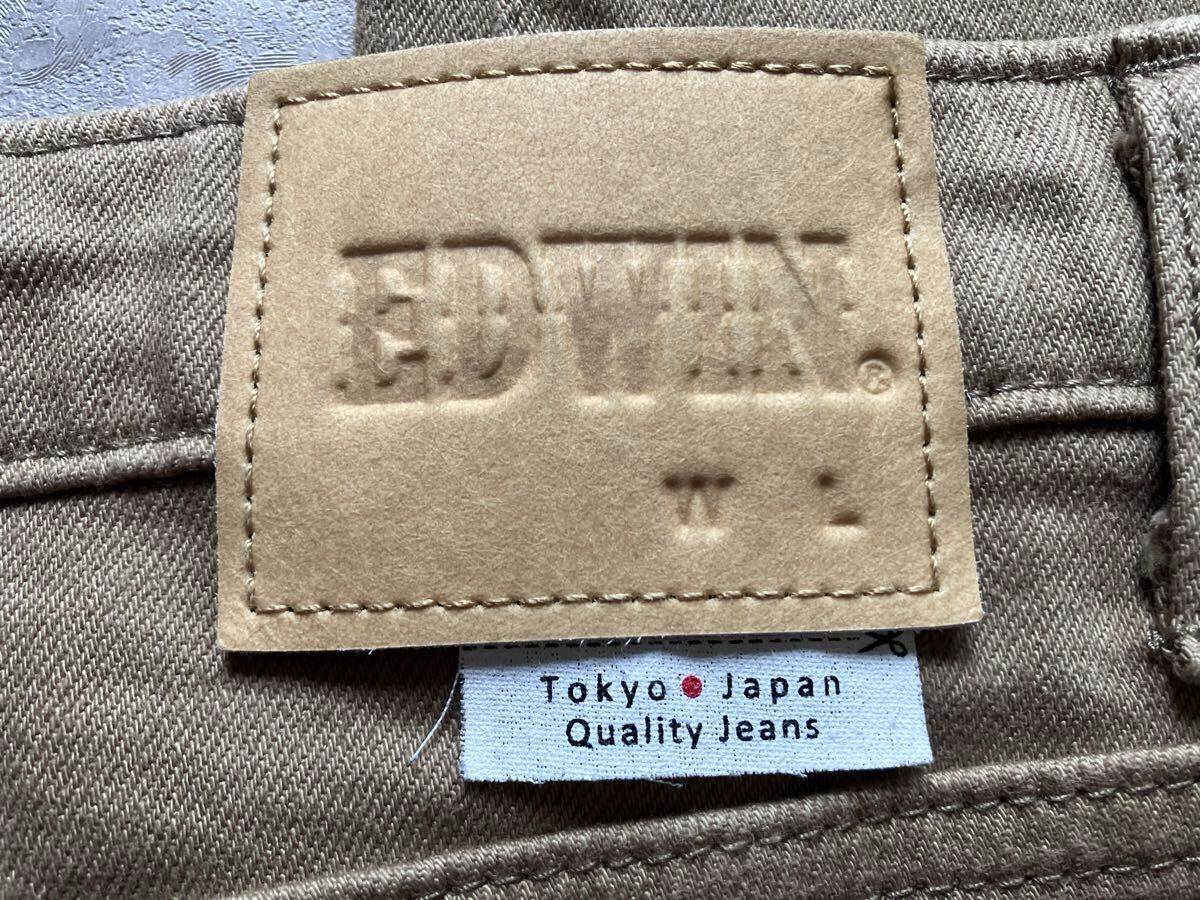 EDWIN®
W L
Tokyo • Japan
Quality Jeans